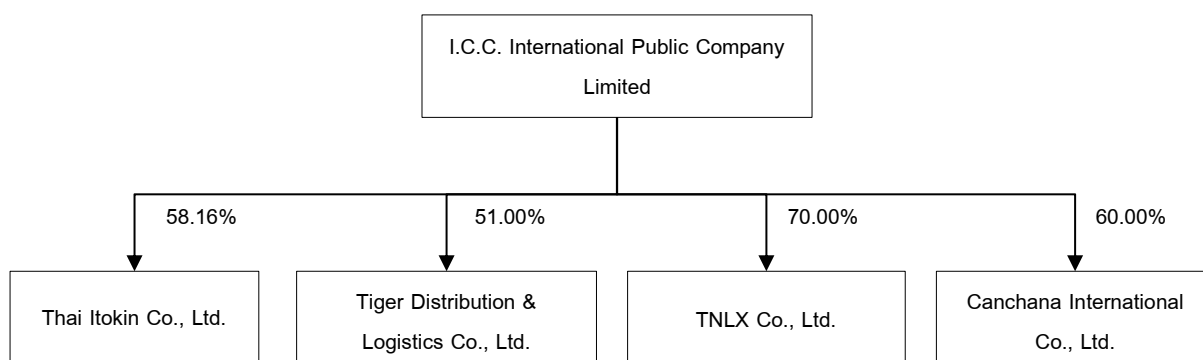 I.C.C. International Public Company
Limited
58.16%
51.00%
70.00%
60.00%
Thai Itokin Co., Ltd.
Tiger Distribution &
Logistics Co., Ltd.
TNLX Co., Ltd.
Canchana International
Co., Ltd.